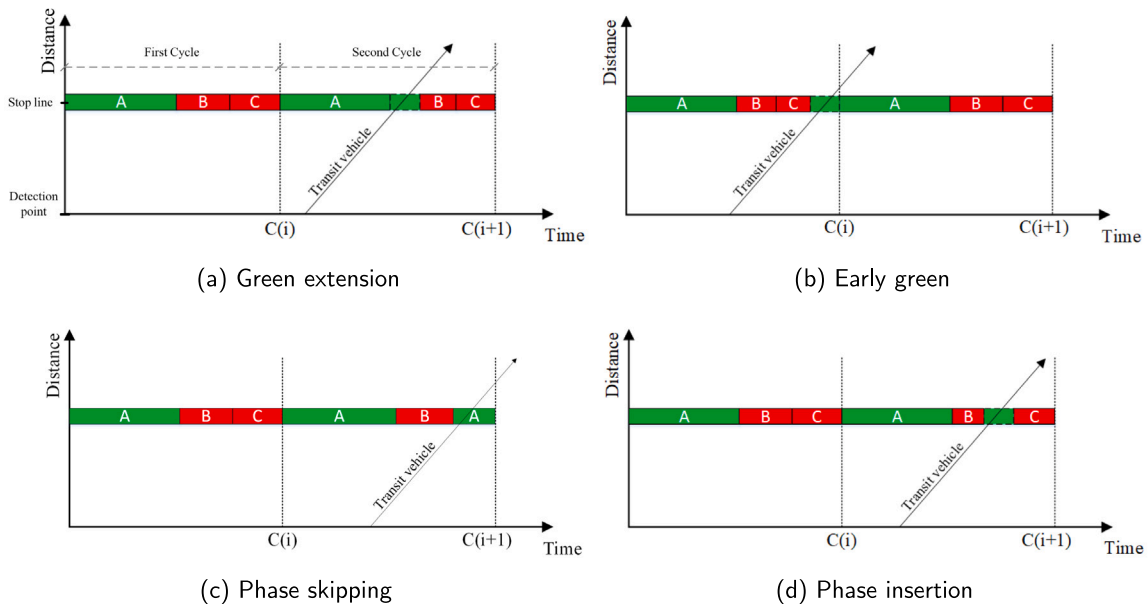 Distance
First Cycle
Second Cycle
Stop line
A B C A B C
Transit vehicle
Detection
point
C(i) C(i+1) Time
(a) Green extension
Distance
A B C A B C
Transit vehicle
C(i) C(i+1) Time
(b) Early green
Distance
A B C A B A
Transit vehicle
C(i) C(i+1) Time
(c) Phase skipping
Distance
A B C A B C
Transit vehicle
C(i) C(i+1) Time
(d) Phase insertion